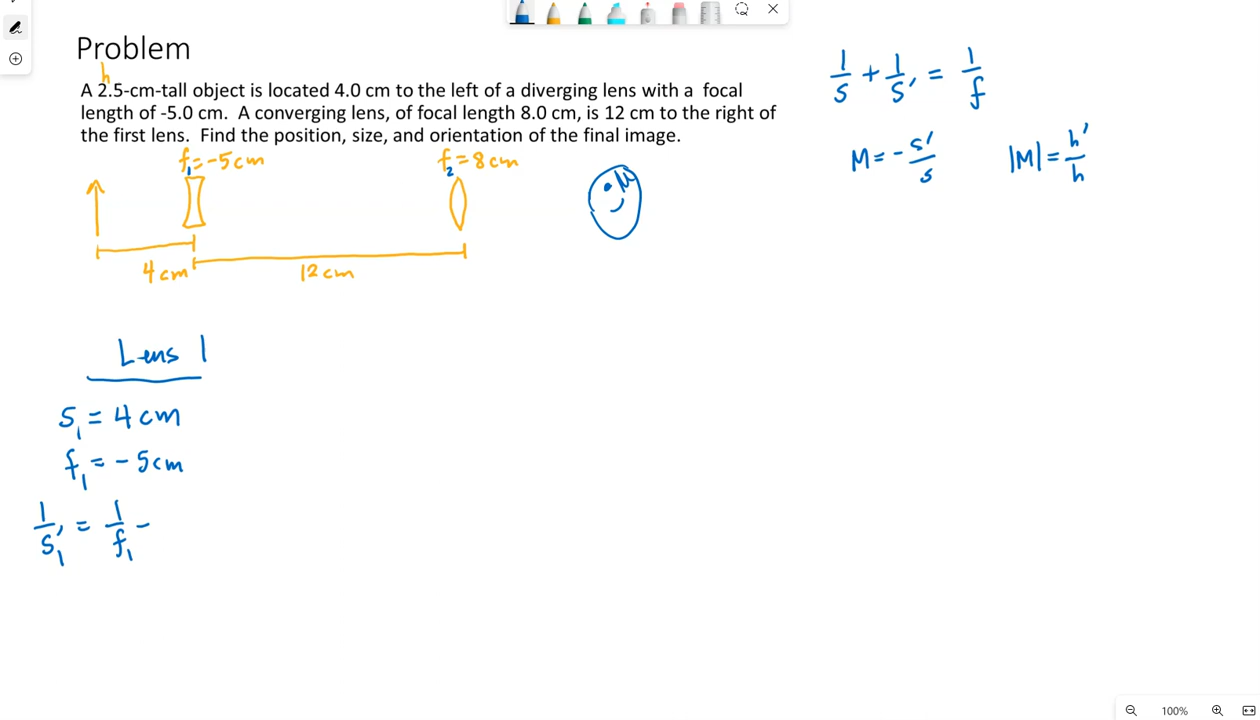 Problem
h
A 2.5-cm-tall object is located 4.0 cm to the left of a diverging lens with a focal
length of -5.0 cm. A converging lens, of focal length 8.0 cm, is 12 cm to the right of
the first lens. Find the position, size, and orientation of the final image.
1/s + 1/s' = 1/f
M = - s'/s
|M| = h'/h
f₁ = -5cm
f₂ = 8cm
4cm
12cm
Lens 1
s₁ = 4cm
f₁ = - 5cm
1/s₁' = 1/f₁ -
100%